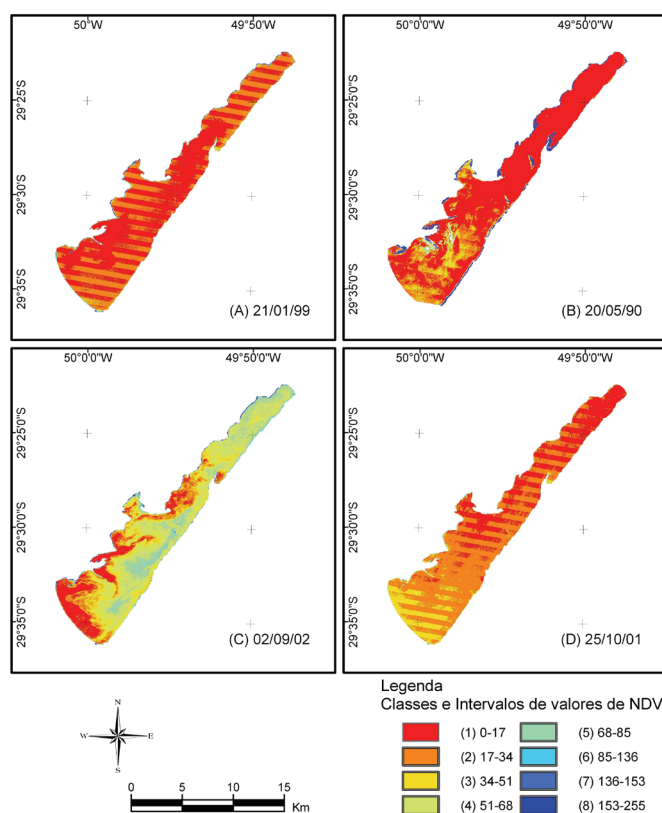 50°W 49°50'W
29°25'S
29°30'S
29°35'S
(A) 21/01/99
50°0'0"W 49°50'0"W
29°25'0"S
29°30'0"S
29°35'0"S
(B) 20/05/90
50°0'0"W 49°50'0"W
29°25'0"S
29°30'0"S
29°35'0"S
(C) 02/09/02
50°0'0"W 49°50'0"W
29°25'0"S
29°30'0"S
29°35'0"S
(D) 25/10/01
N
W E
S
0 5 10 15
Km
Legenda
Classes e Intervalos de valores de NDV
(1) 0-17 (5) 68-85
(2) 17-34 (6) 85-136
(3) 34-51 (7) 136-153
(4) 51-68 (8) 153-255